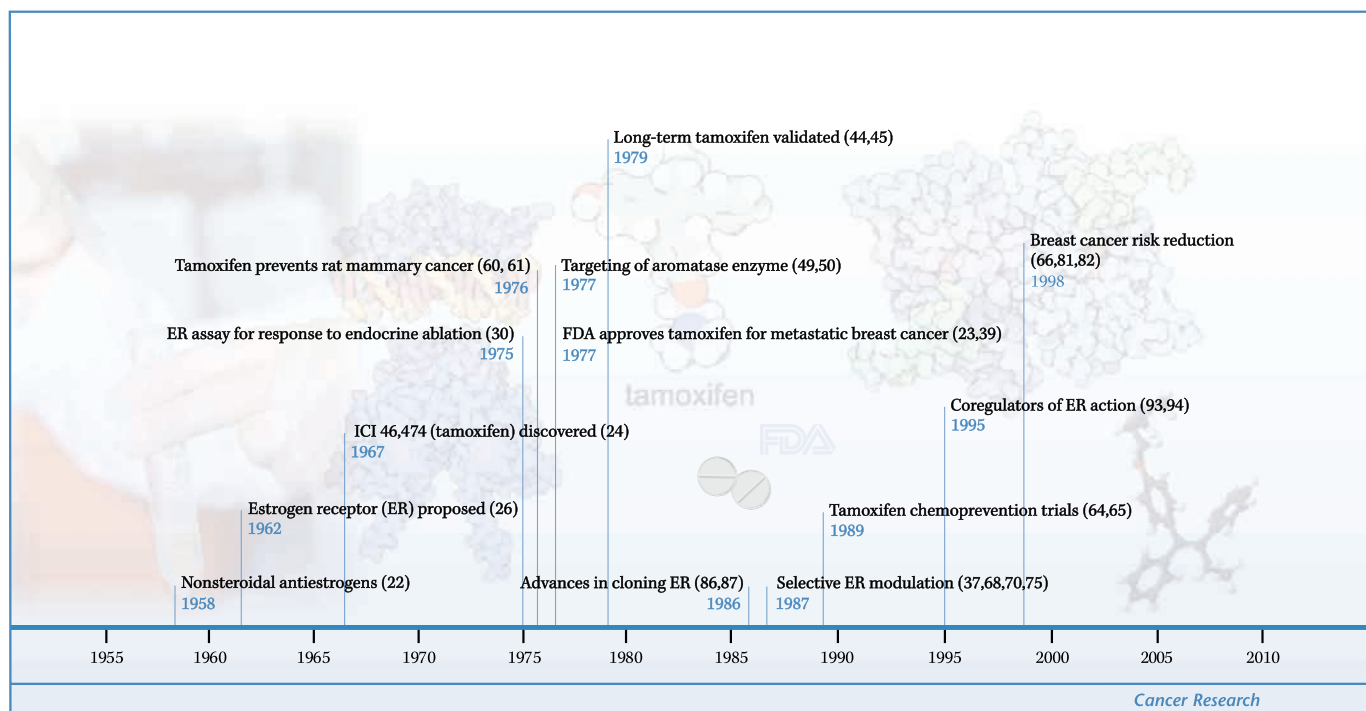 Long-term tamoxifen validated (44,45)
1979
Breast cancer risk reduction
(66,81,82)
1998
Tamoxifen prevents rat mammary cancer (60, 61)
1976
Targeting of aromatase enzyme (49,50)
1977
ER assay for response to endocrine ablation (30)
1975
FDA approves tamoxifen for metastatic breast cancer (23,39)
1977
tamoxifen
Coregulators of ER action (93,94)
1995
ICI 46,474 (tamoxifen) discovered (24)
1967
FDA
Estrogen receptor (ER) proposed (26)
1962
Tamoxifen chemoprevention trials (64,65)
1989
Nonsteroidal antiestrogens (22)
1958
Advances in cloning ER (86,87)
1986
Selective ER modulation (37,68,70,75)
1987
1955 1960 1965 1970 1975 1980 1985 1990 1995 2000 2005 2010
Cancer Research